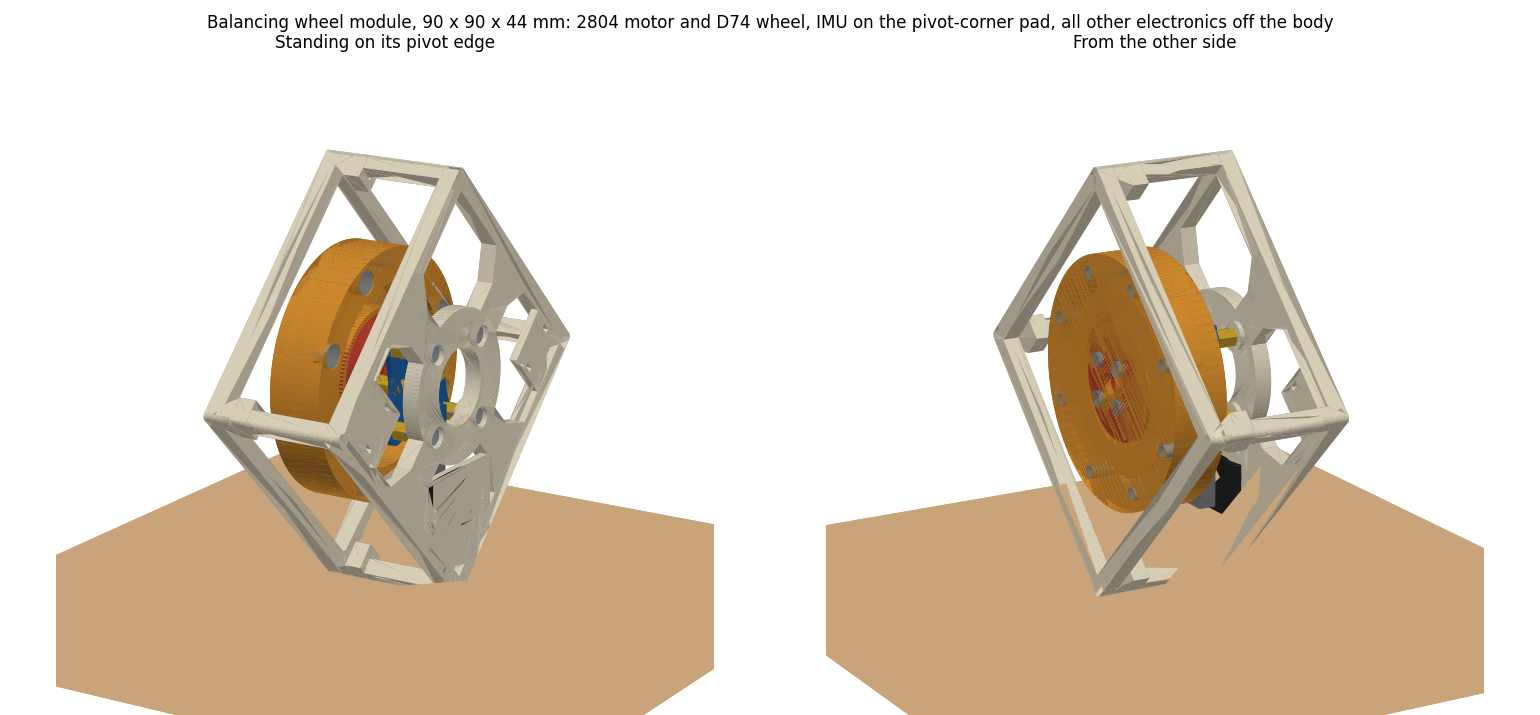 Balancing wheel module, 90 x 90 x 44 mm: 2804 motor and D74 wheel, IMU on the pivot-corner pad, all other electronics off the body
Standing on its pivot edge
From the other side